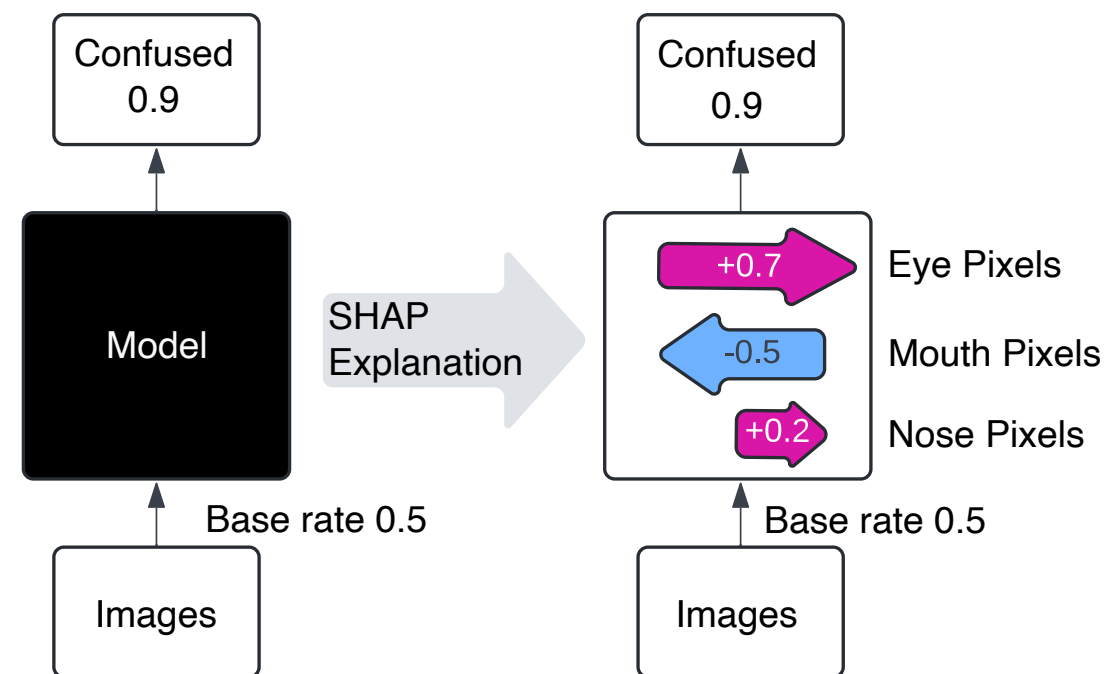 Confused
0.9
Model
Base rate 0.5
Images
SHAP
Explanation
Confused
0.9
+0.7
Eye Pixels
-0.5
Mouth Pixels
+0.2
Nose Pixels
Base rate 0.5
Images